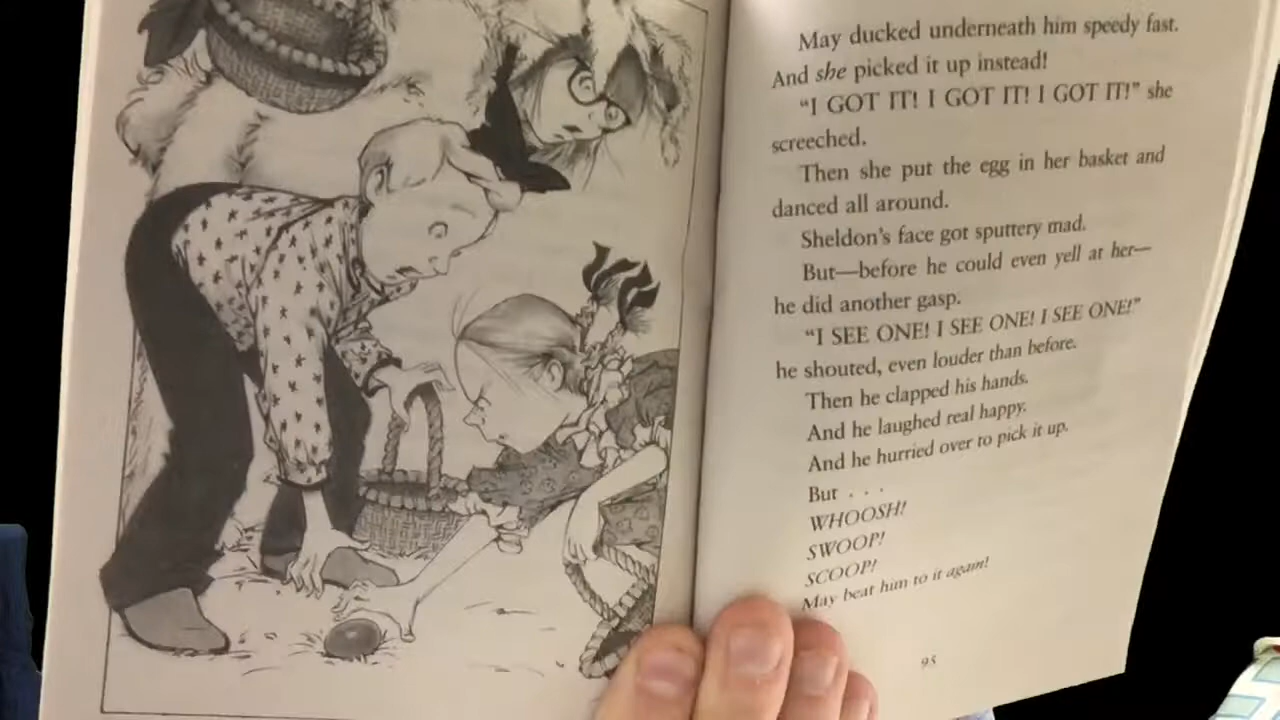 May ducked underneath him speedy fast.
And she picked it up instead!
“I GOT IT! I GOT IT! I GOT IT!” she
screeched.
Then she put the egg in her basket and
danced all around.
Sheldon’s face got sputtery mad.
But—before he could even yell at her—
he did another gasp.
“I SEE ONE! I SEE ONE! I SEE ONE!”
he shouted, even louder than before.
Then he clapped his hands.
And he laughed real happy.
And he hurried over to pick it up.
But . . .
WHOOSH!
SWOOP!
SCOOP!
May beat him to it again!
95